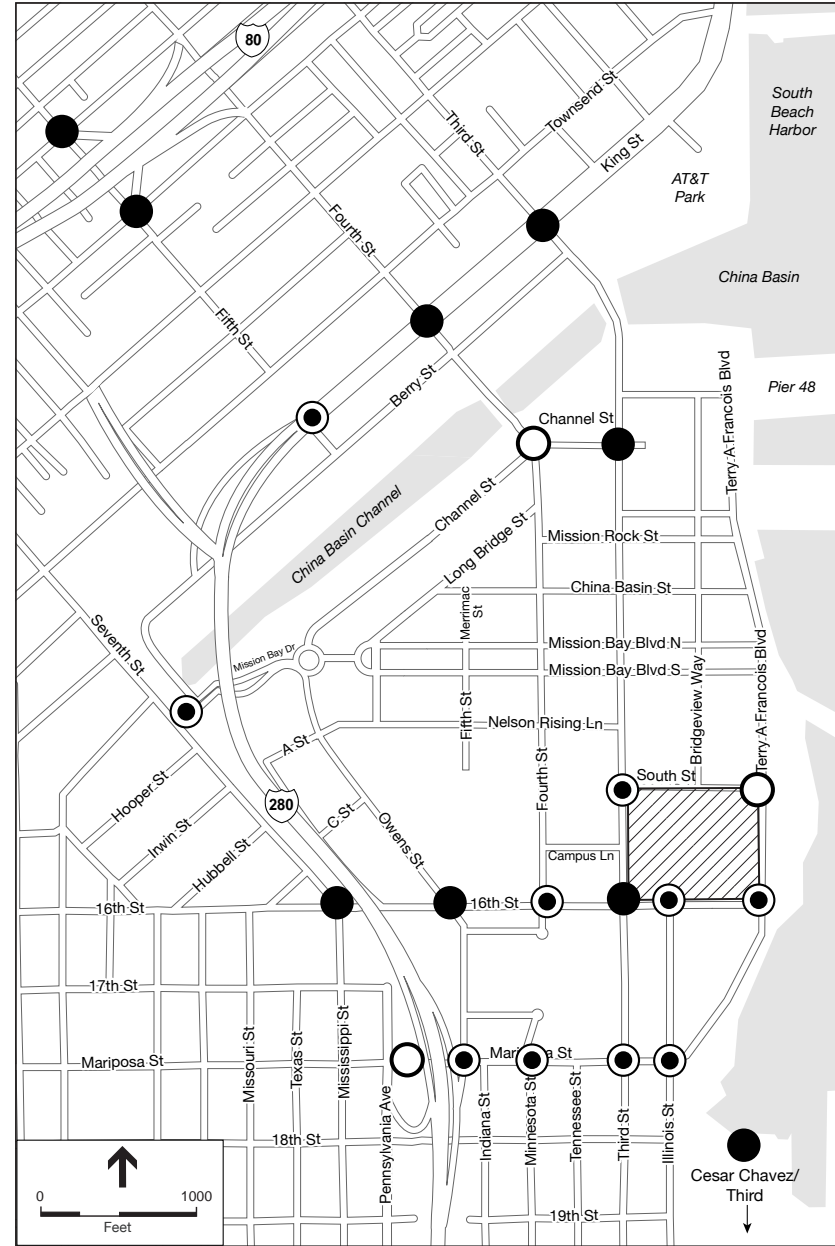 80
South
Beach
Harbor
Townsend St
Third St
King St
AT&T
Park
Fourth St
China Basin
Fifth St
Berry St
Terry A Francois Blvd
Pier 48
Channel St
China Basin Channel
Channel St
Long Bridge St
Mission Rock St
China Basin St
Merrimac
St
Seventh St
Mission Bay Dr
Mission Bay Blvd N
Mission Bay Blvd S
Bridgeview Way
Terry A Francois Blvd
Fifth St
Nelson Rising Ln
A St
Fourth St
South St
Hooper St
280
C St
Irwin St
Owens St
Hubbell St
Campus Ln
16th St
16th St
17th St
Mariposa St
Missouri St
Texas St
Mississippi St
Pennsylvania Ave
Mariposa St
Indiana St
Minnesota St
Tennessee St
Third St
Illinois St
18th St
19th St
Cesar Chavez/
Third
0
1000
Feet